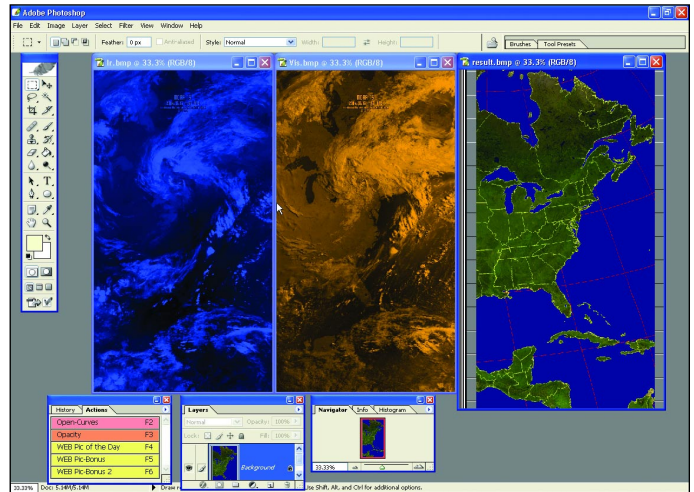 Adobe Photoshop
File Edit Image Layer Select Filter View Window Help
Feather: 0 px Anti-aliased Style: Normal Width: Height: Brushes Tool Presets
Ir.bmp @ 33.3% (RGB/8)
Vis.bmp @ 33.3% (RGB/8)
result.bmp @ 33.3% (RGB/8)
History Actions
Open-Curves F2
Opacity F3
WEB Pic of the Day F4
WEB Pic-Bonus F5
WEB Pic-Bonus 2 F6
Layers
Normal Opacity: 100%
Lock: Fill: 100%
Background
Navigator Info Histogram
33.33%
33.33% Doc: 5.14M/5.14M
Use Shift, Alt, and Ctrl for additional options.